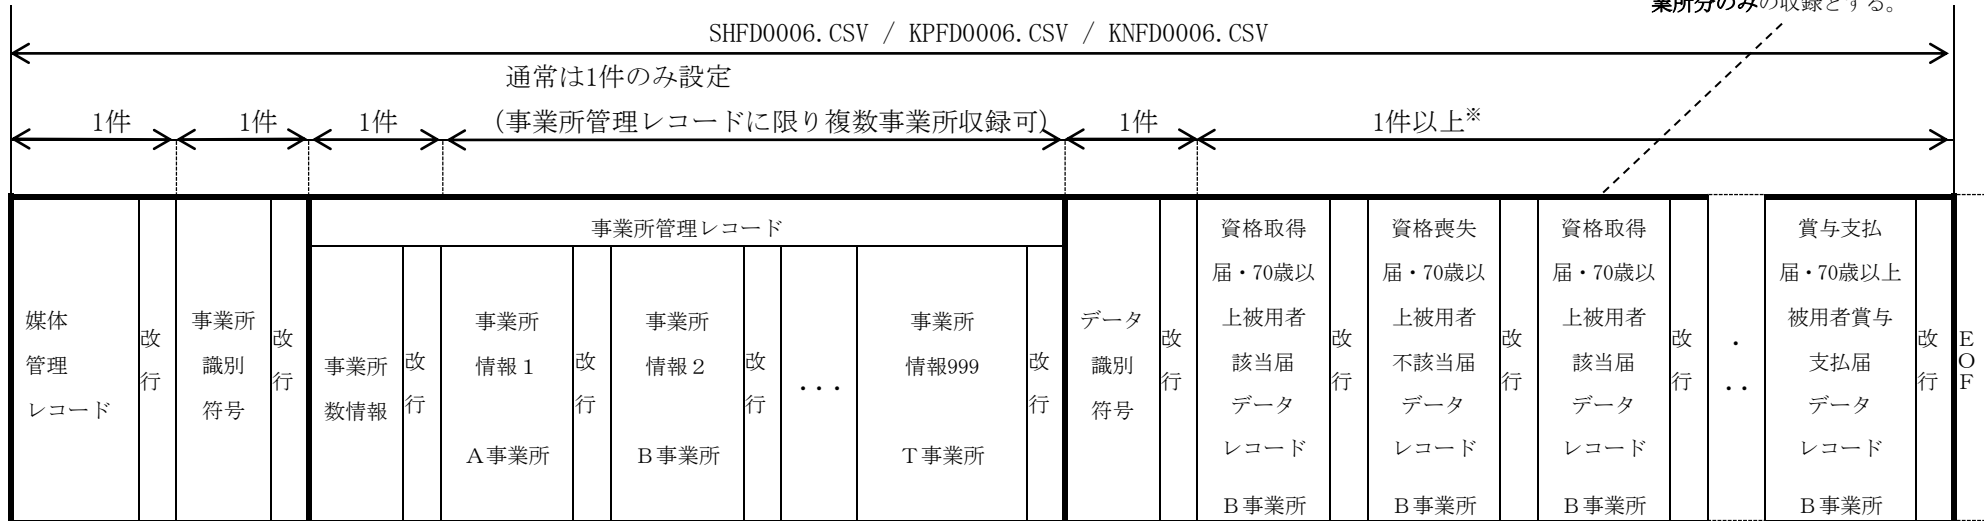 業所分のみの収録とする。
SHFD0006.CSV / KPFD0006.CSV / KNFD0006.CSV
通常は1件のみ設定
1件
1件
1件
(事業所管理レコードに限り複数事業所収録可)
1件
1件以上※
媒体
管理
レコード
改
行
事業所
識別
符号
改
行
事業所管理レコード
事業所
数情報
改
行
事業所
情報１
A事業所
改
行
事業所
情報２
B事業所
改
行
...
事業所
情報999
T事業所
改
行
データ
識別
符号
改
行
資格取得
届・70歳以
上被用者
該当届
データ
レコード
B事業所
改
行
資格喪失
届・70歳以
上被用者
不該当届
データ
レコード
B事業所
改
行
資格取得
届・70歳以
上被用者
該当届
データ
レコード
B事業所
改
行
・
・・
賞与支払
届・70歳以上
被用者賞与
支払届
データ
レコード
B事業所
改
行
E
O
F